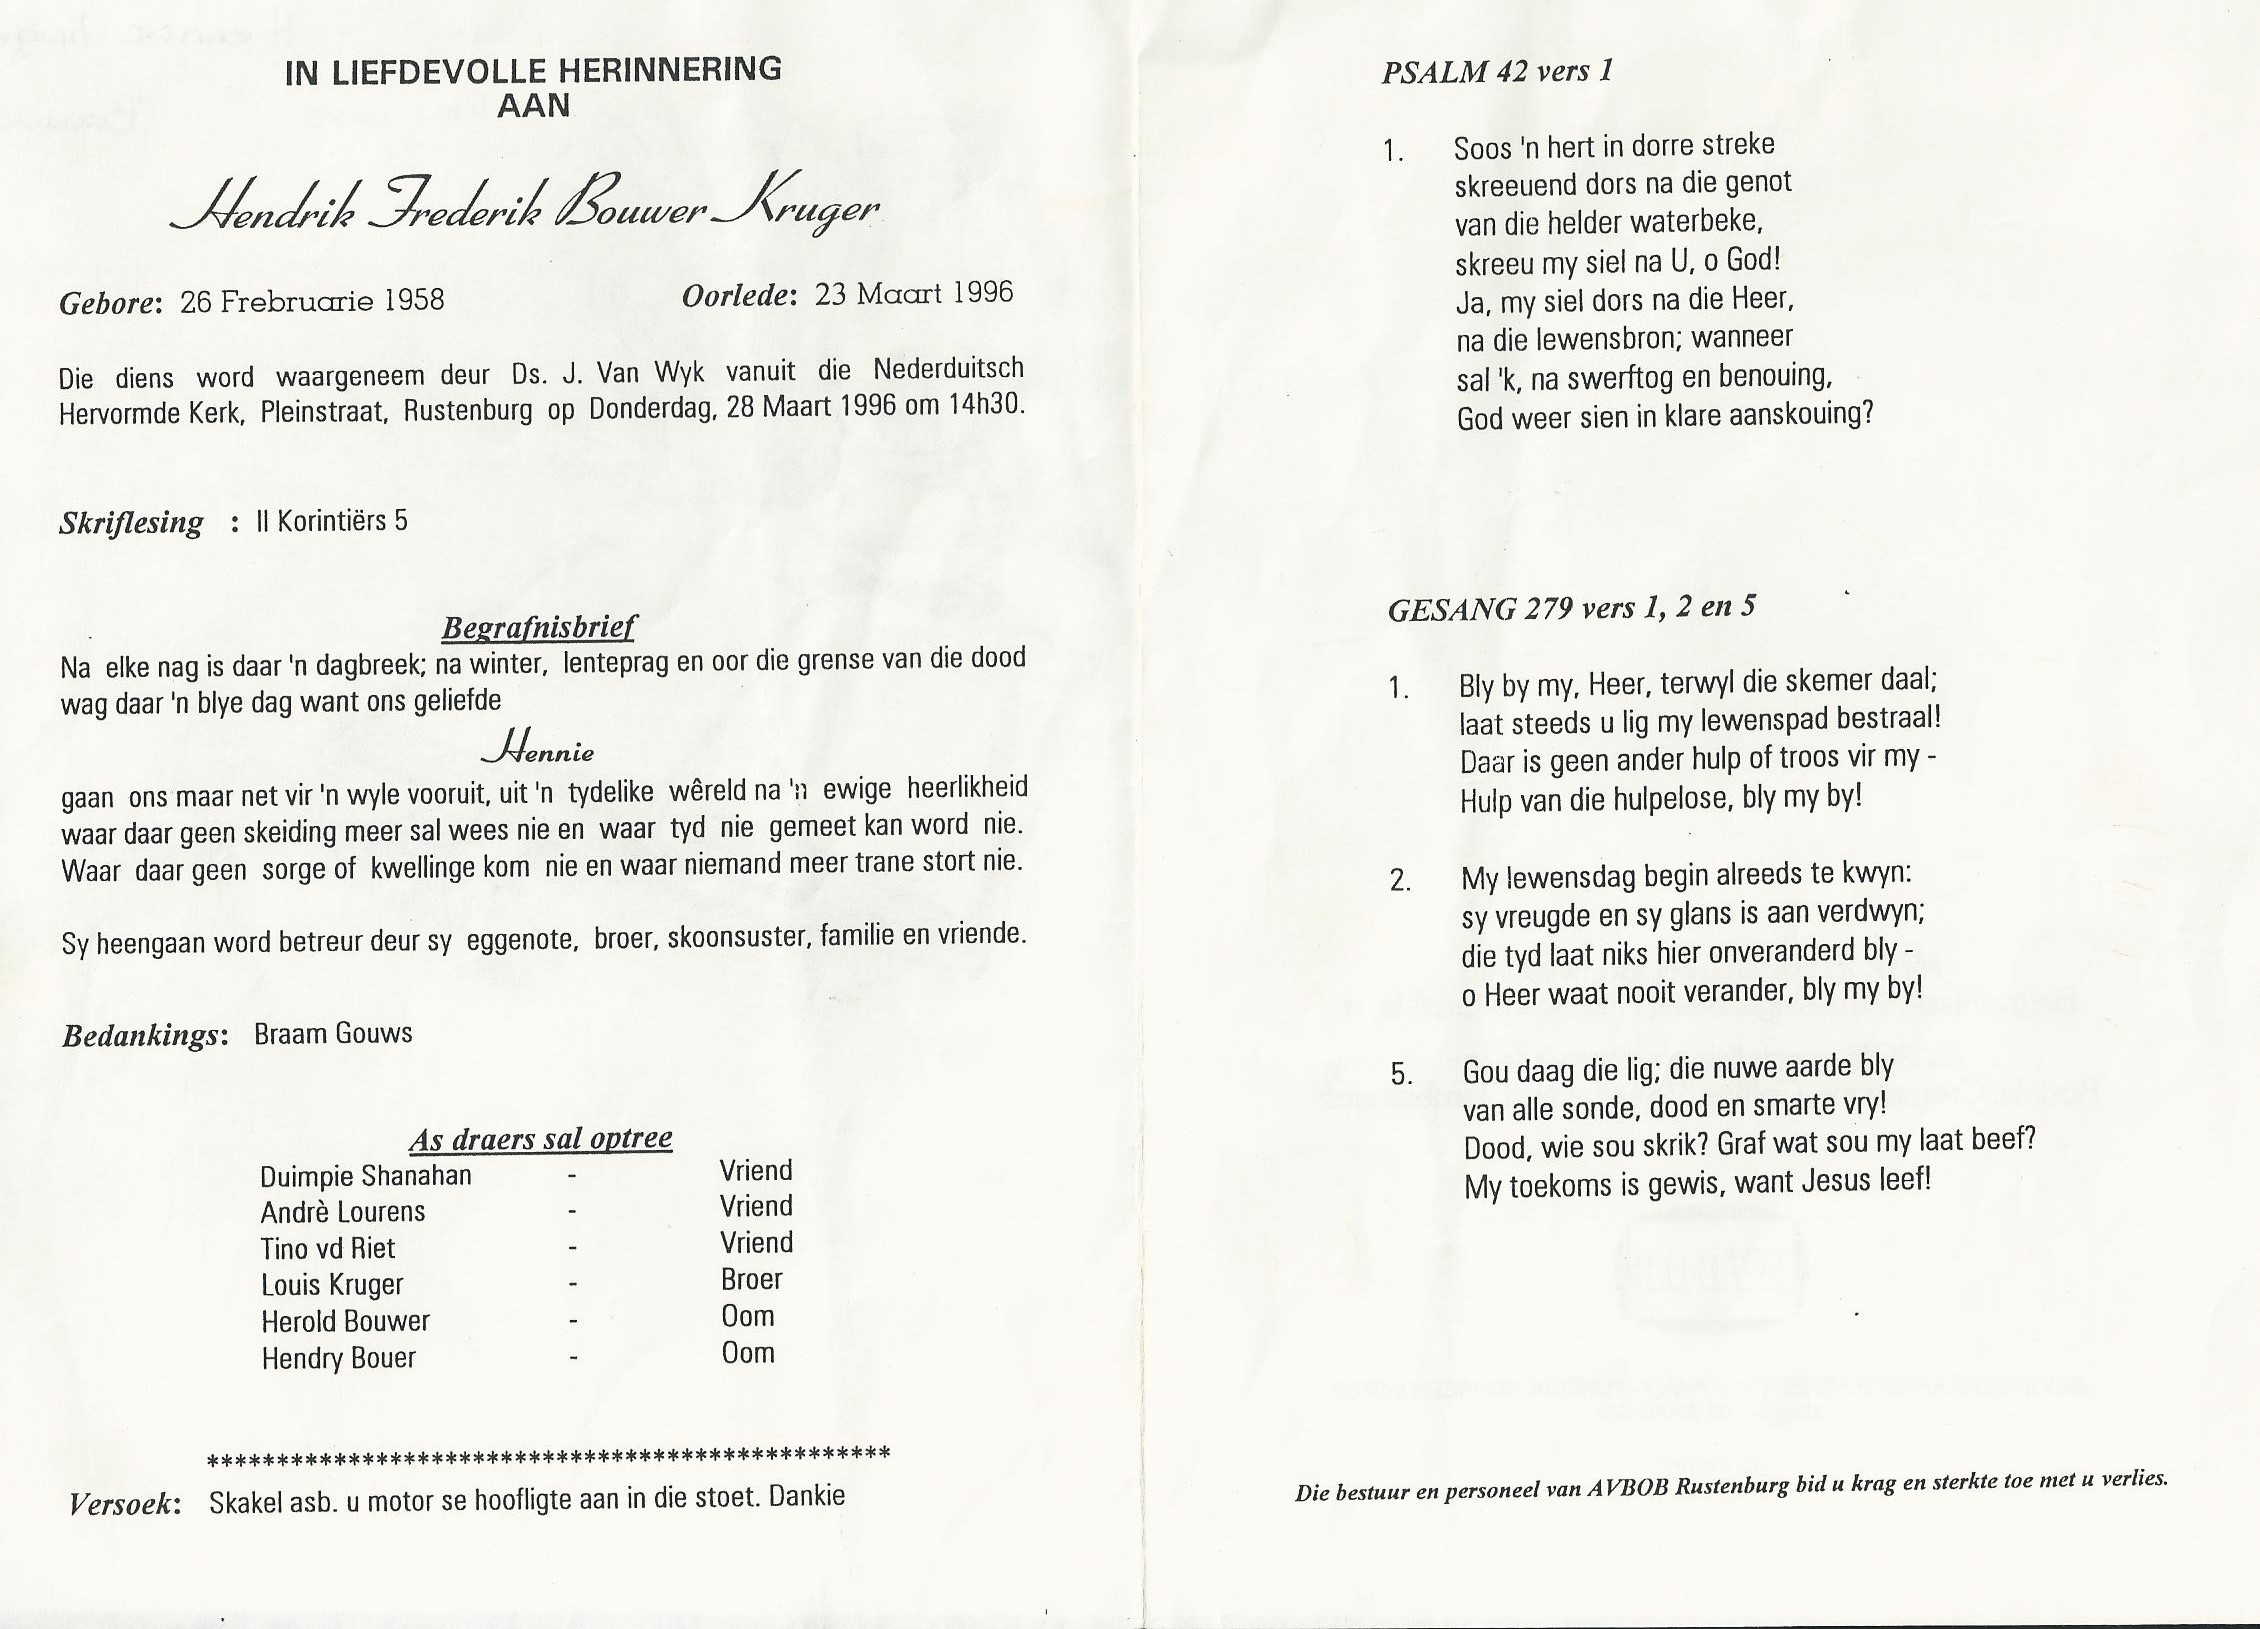 IN LIEFDEVOLLE HERINNERING
AAN
Hendrik Frederik Bouwer Kruger
Gebore: 26 Frebruarie 1958 Oorlede: 23 Maart 1996
Die diens word waargeneem deur Ds. J. Van Wyk vanuit die Nederduitsch
Hervormde Kerk, Pleinstraat, Rustenburg op Donderdag, 28 Maart 1996 om 14h30.
Skriflesing : II Korintiërs 5
Begrafnisbrief
Na elke nag is daar 'n dagbreek; na winter, lenteprag en oor die grense van die dood
wag daar 'n blye dag want ons geliefde
Hennie
gaan ons maar net vir 'n wyle vooruit, uit 'n tydelike wêreld na 'n ewige heerlikheid
waar daar geen skeiding meer sal wees nie en waar tyd nie gemeet kan word nie.
Waar daar geen sorge of kwellinge kom nie en waar niemand meer trane stort nie.
Sy heengaan word betreur deur sy eggenote, broer, skoonsuster, familie en vriende.
Bedankings: Braam Gouws
As draers sal optree
Duimpie Shanahan - Vriend
Andrè Lourens - Vriend
Tino vd Riet - Vriend
Louis Kruger - Broer
Herold Bouwer - Oom
Hendry Bouer - Oom
*************************************************
Versoek: Skakel asb. u motor se hoofligte aan in die stoet. Dankie
PSALM 42 vers 1
1. Soos 'n hert in dorre streke
skreeuend dors na die genot
van die helder waterbeke,
skreeu my siel na U, o God!
Ja, my siel dors na die Heer,
na die lewensbron; wanneer
sal 'k, na swerftog en benouing,
God weer sien in klare aanskouing?
GESANG 279 vers 1, 2 en 5
1. Bly by my, Heer, terwyl die skemer daal;
laat steeds u lig my lewenspad bestraal!
Daar is geen ander hulp of troos vir my -
Hulp van die hulpelose, bly my by!
2. My lewensdag begin alreeds te kwyn:
sy vreugde en sy glans is aan verdwyn;
die tyd laat niks hier onveranderd bly -
o Heer waat nooit verander, bly my by!
5. Gou daag die lig; die nuwe aarde bly
van alle sonde, dood en smarte vry!
Dood, wie sou skrik? Graf wat sou my laat beef?
My toekoms is gewis, want Jesus leef!
Die bestuur en personeel van AVBOB Rustenburg bid u krag en sterkte toe met u verlies.